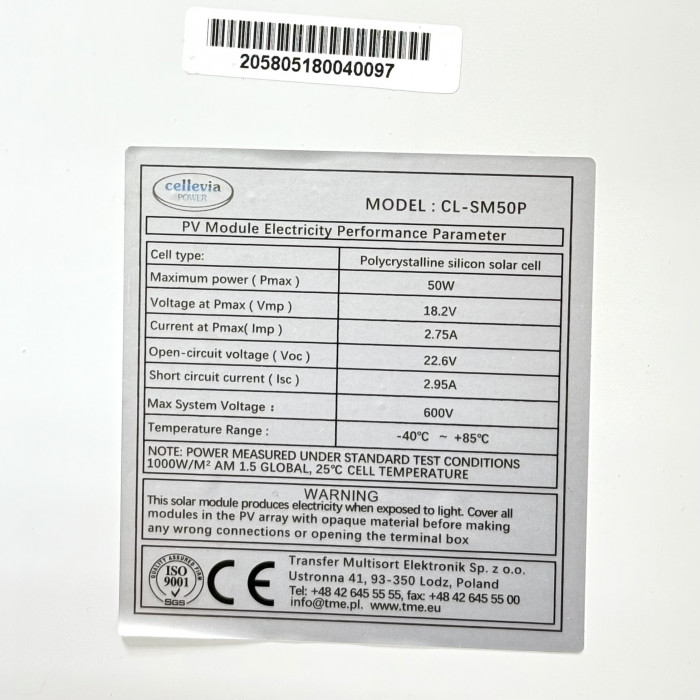 205805180040097
cellevia
POWER
MODEL : CL-SM50P
PV Module Electricity Performance Parameter
Cell type: Polycrystalline silicon solar cell
Maximum power ( Pmax ) 50W
Voltage at Pmax ( Vmp ) 18.2V
Current at Pmax( Imp ) 2.75A
Open-circuit voltage ( Voc ) 22.6V
Short circuit current ( Isc ) 2.95A
Max System Voltage : 600V
Temperature Range : -40℃ ~ +85℃
NOTE: POWER MEASURED UNDER STANDARD TEST CONDITIONS
1000W/M² AM 1.5 GLOBAL, 25℃ CELL TEMPERATURE
WARNING
This solar module produces electricity when exposed to light. Cover all
modules in the PV array with opaque material before making
any wrong connections or opening the terminal box
QUALITY ASSURED FIRM
ISO
9001
SGS
CE
Transfer Multisort Elektronik Sp. z o.o.
Ustronna 41, 93-350 Lodz, Poland
Tel: +48 42 645 55 55, fax: +48 42 645 55 00
info@tme.pl. www.tme.eu